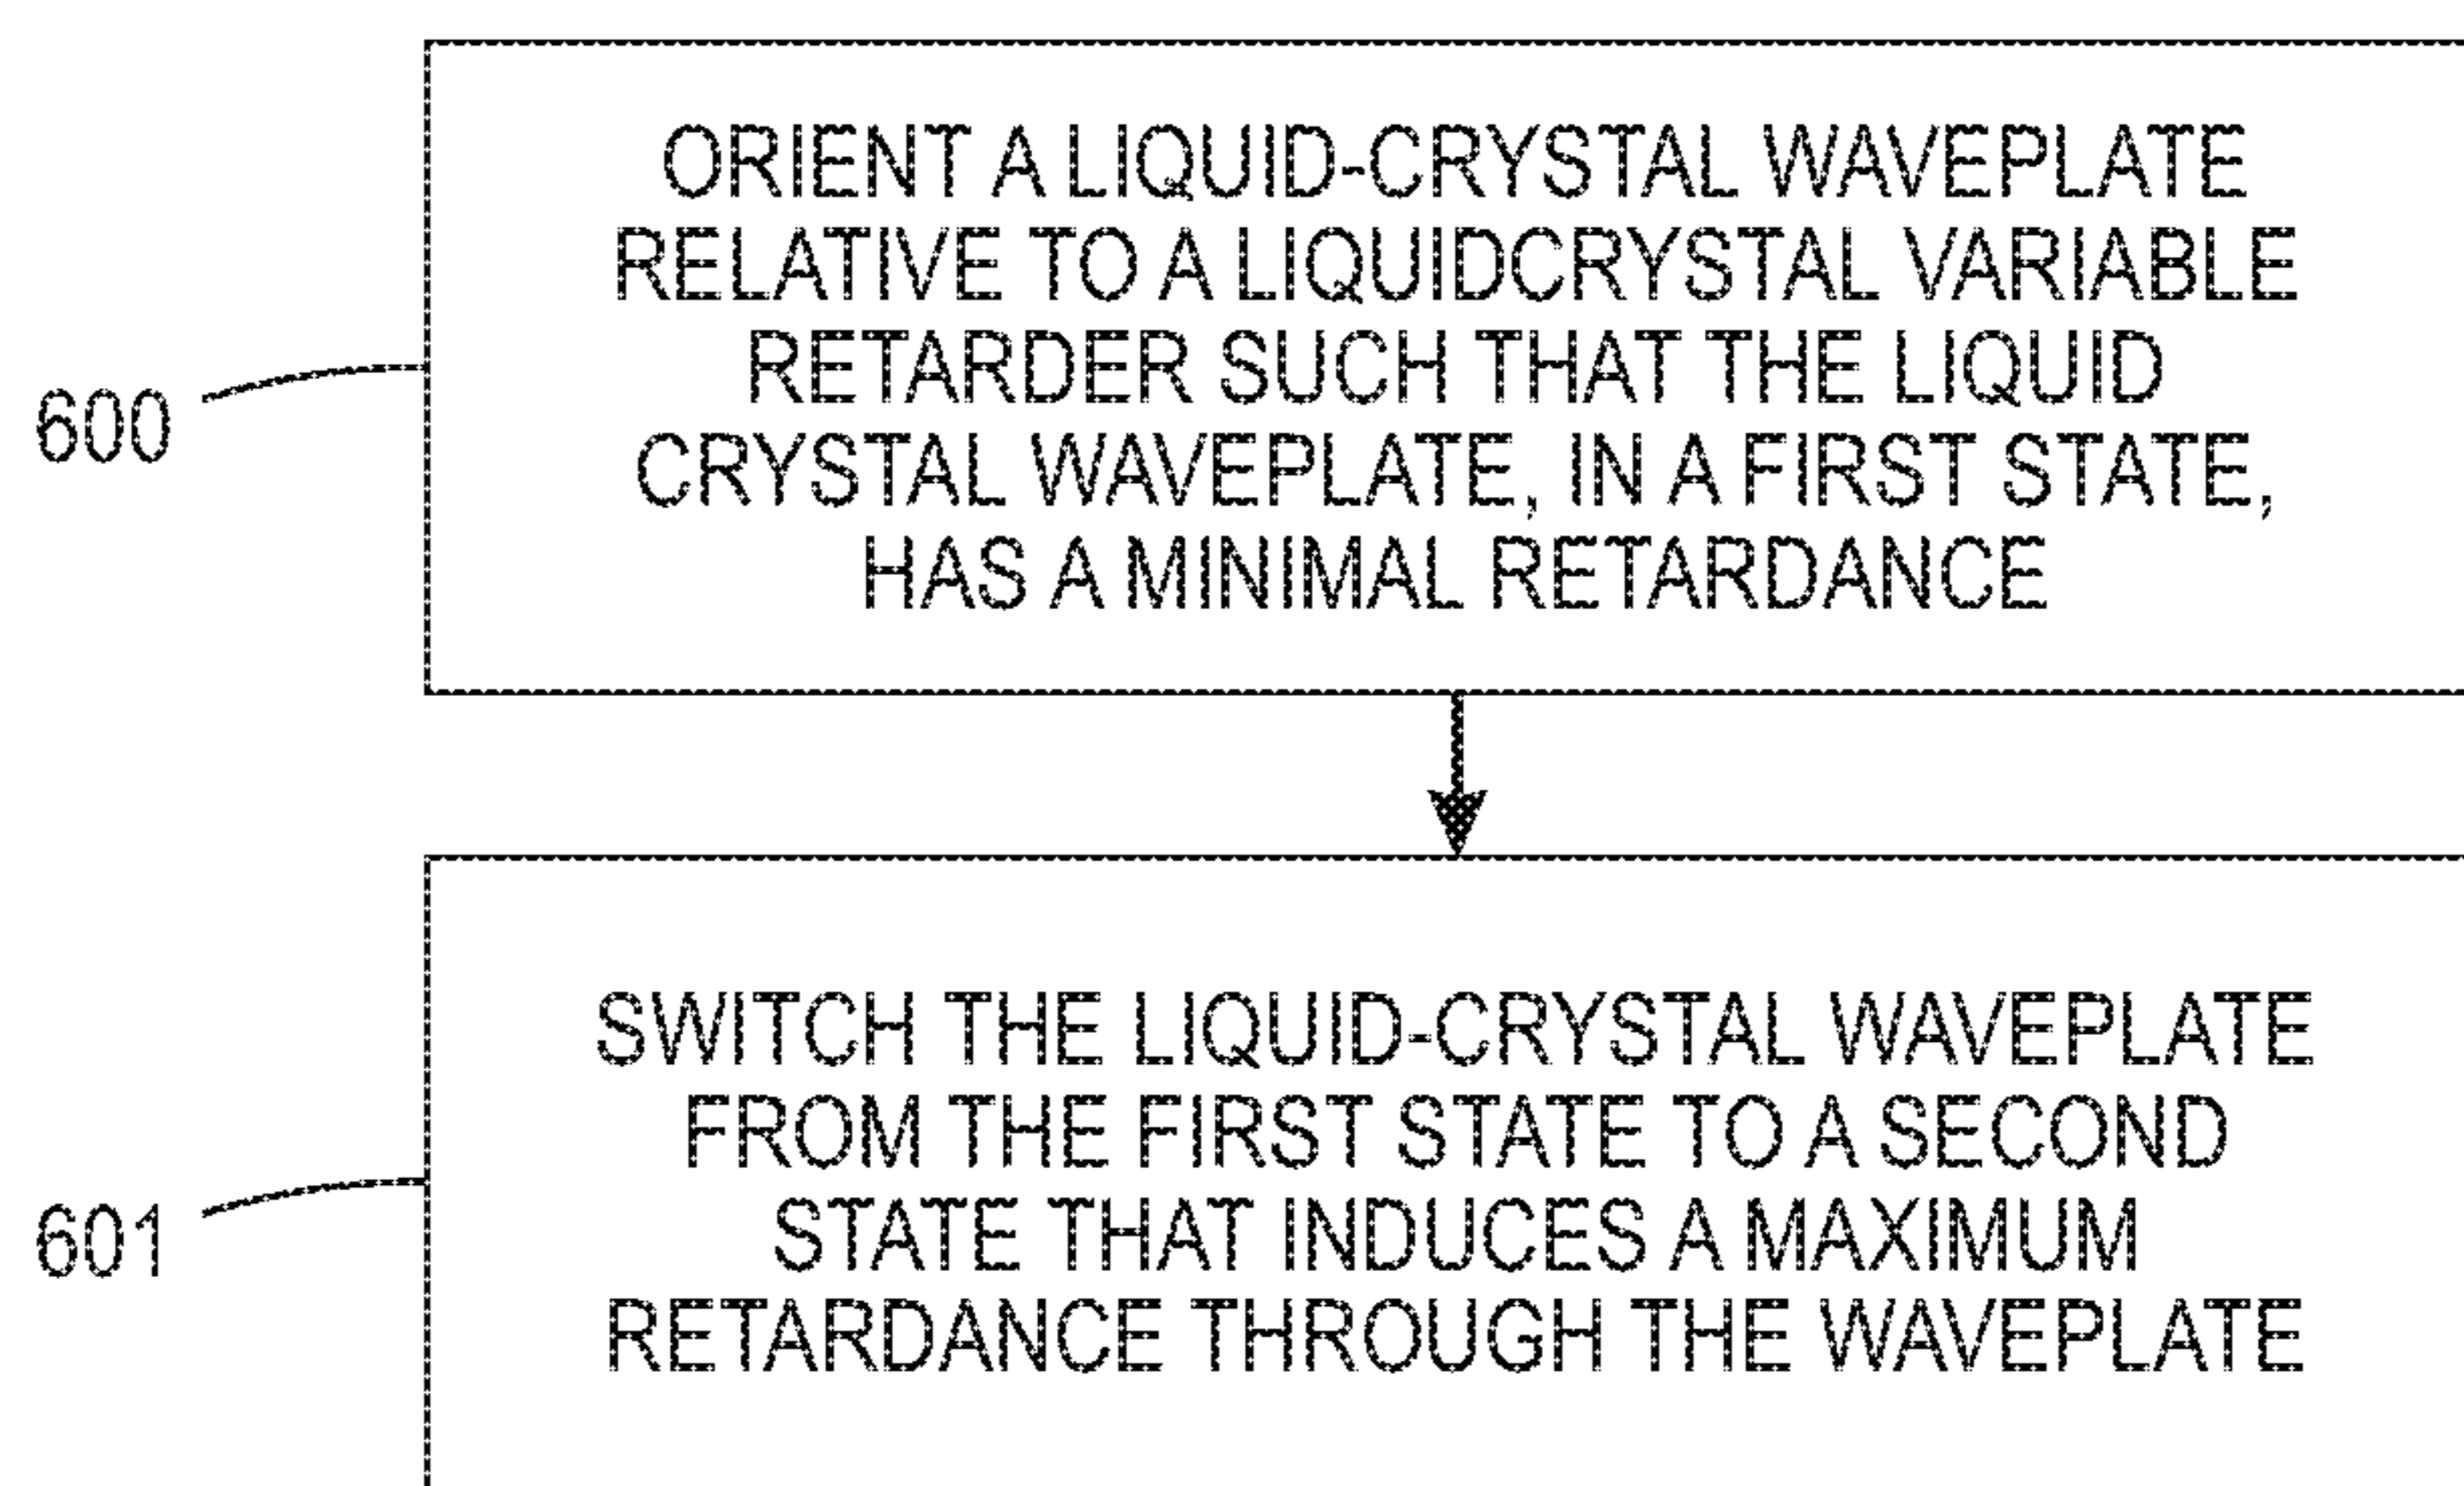 ORIENT A LIQUID-CRYSTAL WAVEPLATE
RELATIVE TO A LIQUIDCRYSTAL VARIABLE
RETARDER SUCH THAT THE LIQUID
CRYSTAL WAVEPLATE, IN A FIRST STATE,
HAS A MINIMAL RETARDANCE
600
SWITCH THE LIQUID-CRYSTAL WAVEPLATE
FROM THE FIRST STATE TO A SECOND
STATE THAT INDUCES A MAXIMUM
RETARDANCE THROUGH THE WAVEPLATE
601